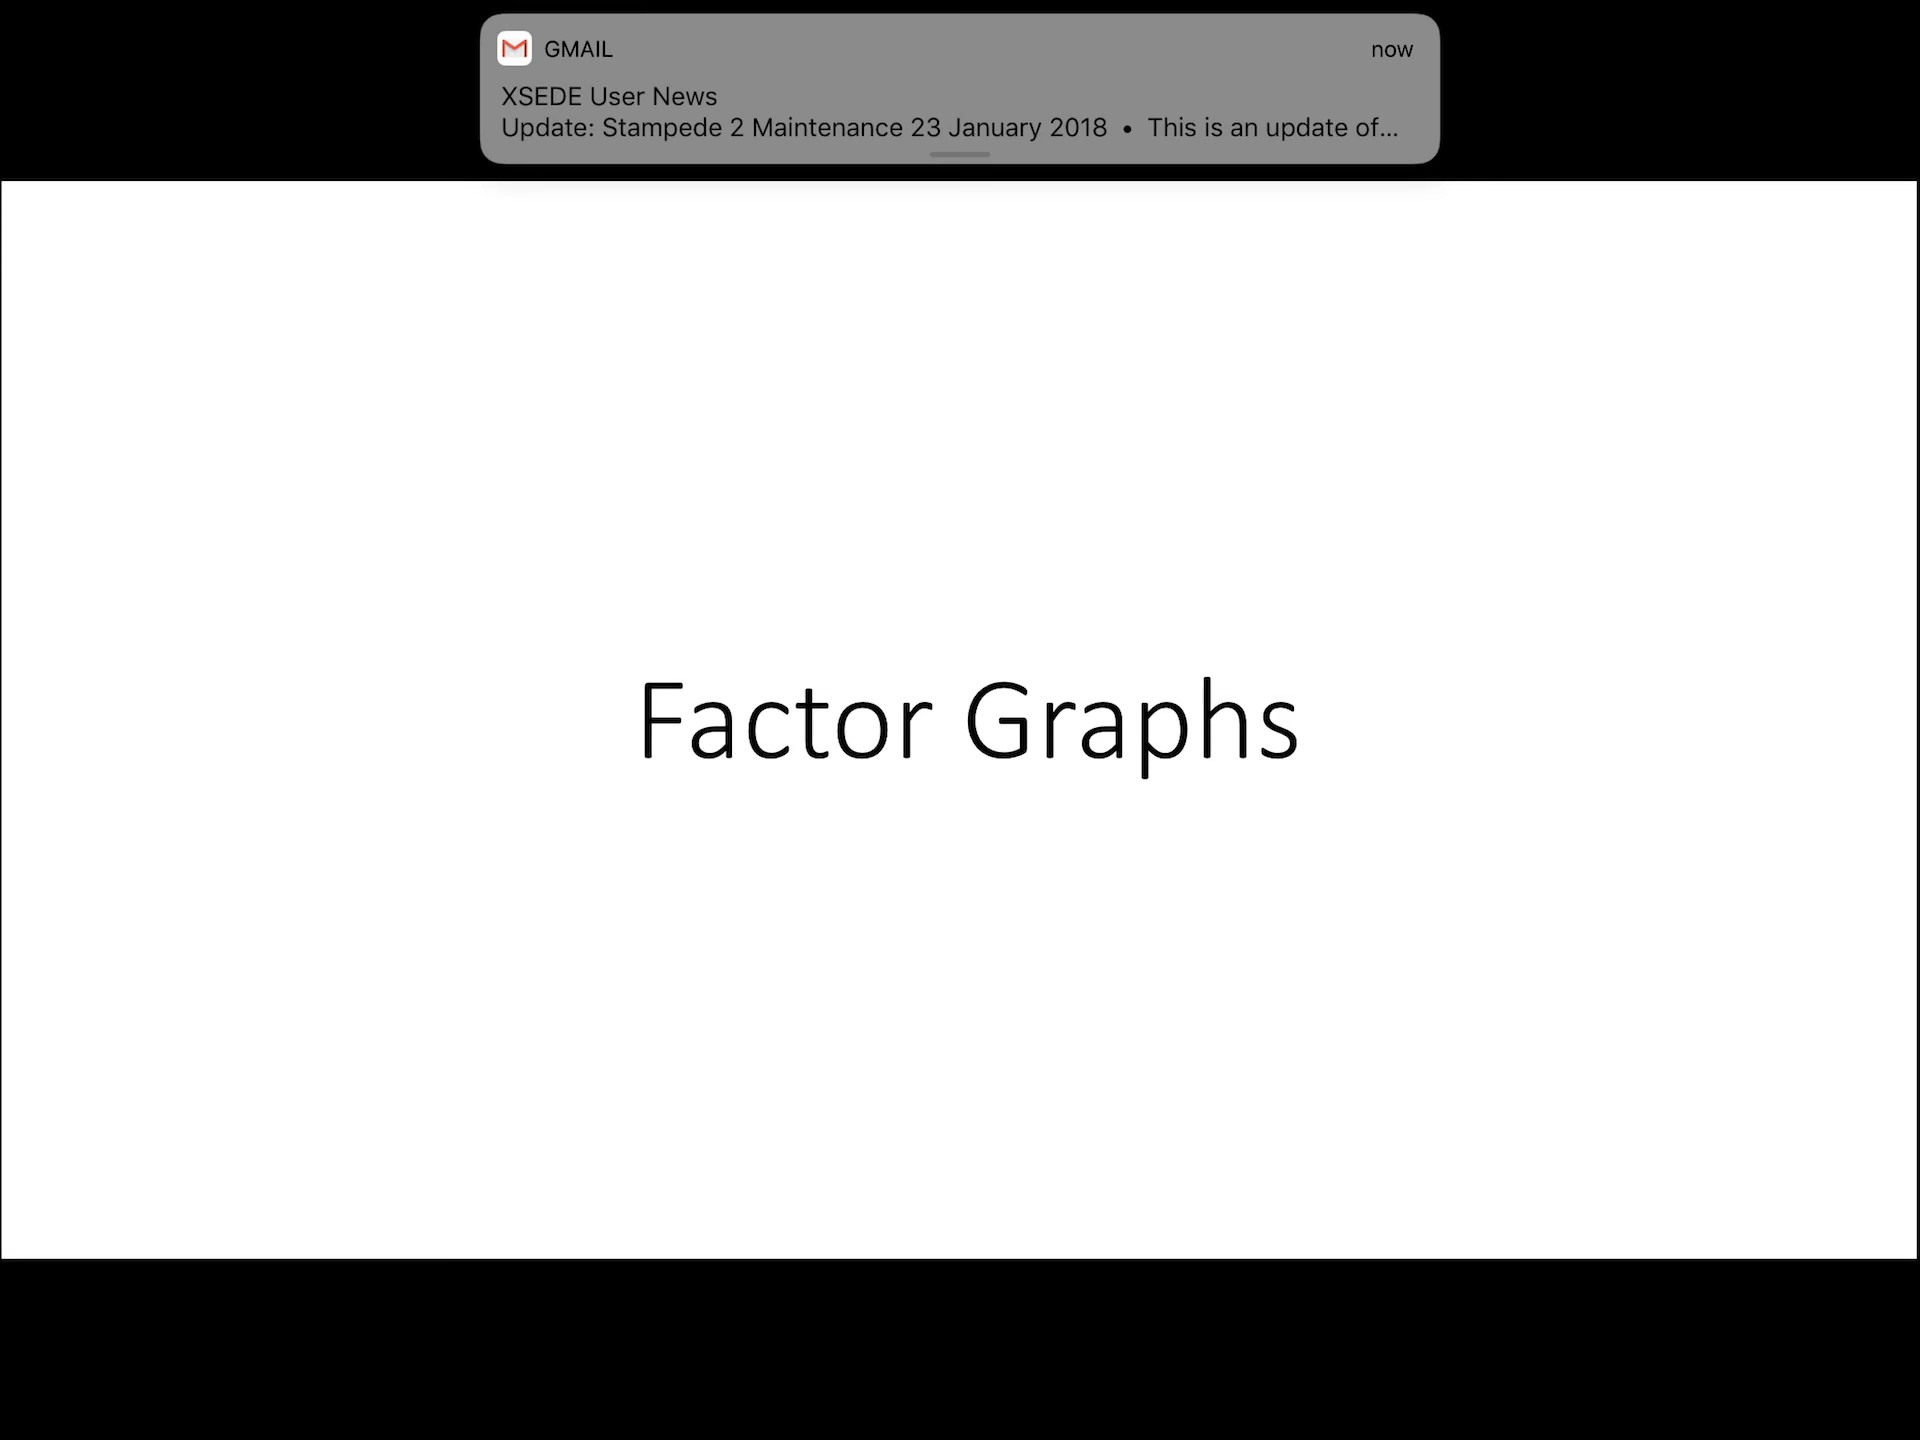 GMAIL now
XSEDE User News
Update: Stampede 2 Maintenance 23 January 2018 • This is an update of...
Factor Graphs